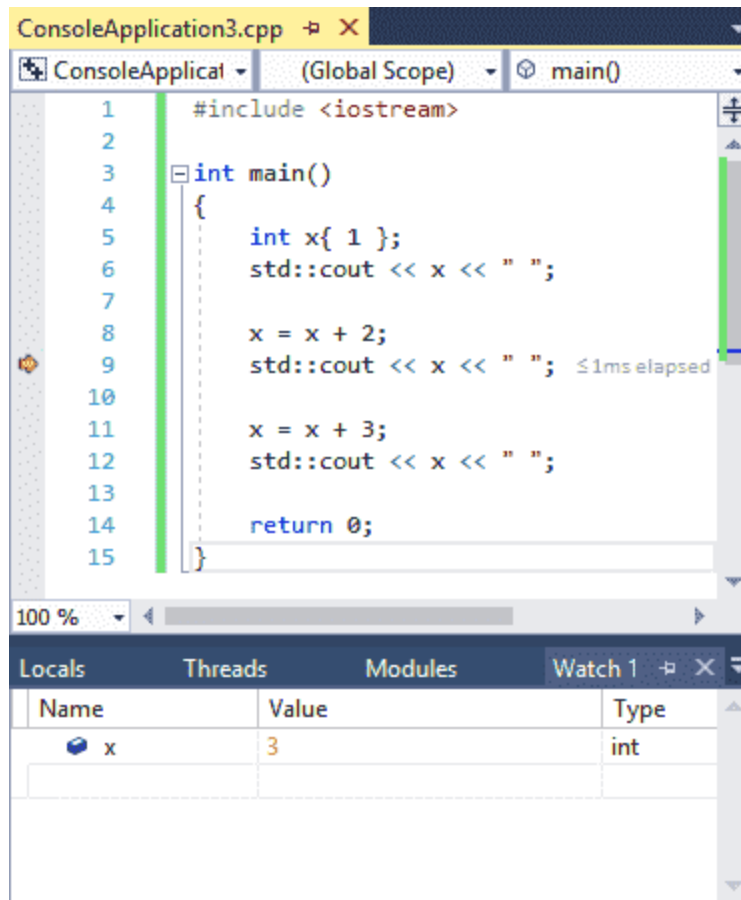 ConsoleApplication3.cpp
ConsoleApplicat (Global Scope) main()
1 #include <iostream>
2
3 int main()
4 {
5 int x{ 1 };
6 std::cout << x << " ";
7
8 x = x + 2;
9 std::cout << x << " "; ≤1ms elapsed
10
11 x = x + 3;
12 std::cout << x << " ";
13
14 return 0;
15 }
100 %
Locals Threads Modules Watch 1
Name Value Type
x 3 int